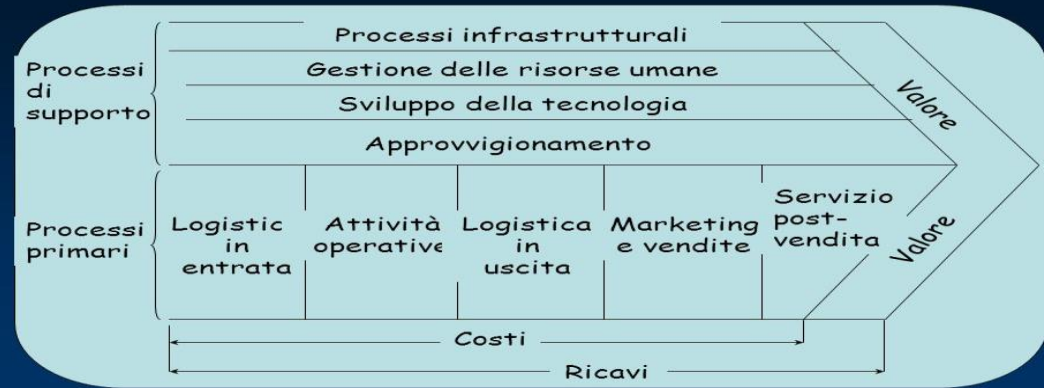 Processi infrastrutturali
Gestione delle risorse umane
Sviluppo della tecnologia
Approvvigionamento
Processi
di
supporto
Valore
Processi
primari
Logistic
in
entrata
Attività
operative
Logistica
in
uscita
Marketing
e vendite
Servizio
post-
vendita
Valore
Costi
Ricavi